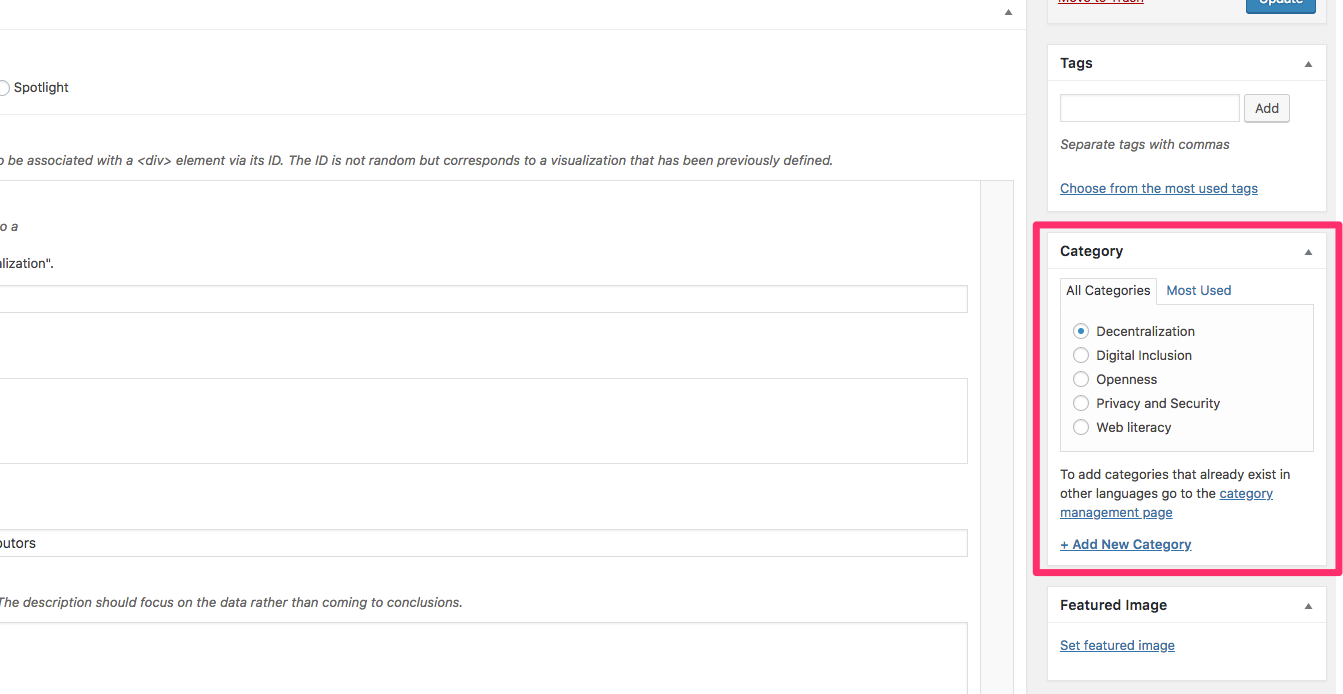 Move to Trash
Update
Spotlight
o be associated with a <div> element via its ID. The ID is not random but corresponds to a visualization that has been previously defined.
o a
alization".
butors
The description should focus on the data rather than coming to conclusions.
Tags
Add
Separate tags with commas
Choose from the most used tags
Category
All Categories Most Used
Decentralization
Digital Inclusion
Openness
Privacy and Security
Web literacy
To add categories that already exist in
other languages go to the category
management page
+ Add New Category
Featured Image
Set featured image